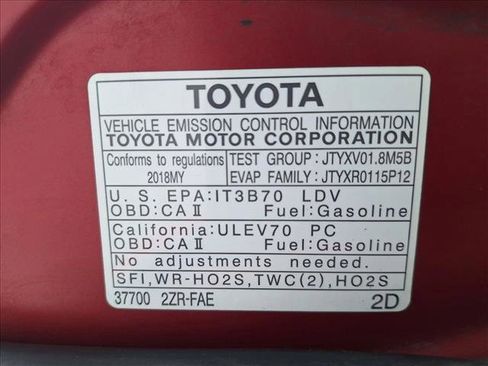 TOYOTA
VEHICLE EMISSION CONTROL INFORMATION
TOYOTA MOTOR CORPORATION
Conforms to regulations
2018MY
TEST GROUP : JTYXV01.8M5B
EVAP FAMILY : JTYXR0115P12
U. S. EPA:IT3B70 LDV
OBD:CA II Fuel:Gasoline
California:ULEV70 PC
OBD:CA II Fuel:Gasoline
No adjustments needed.
SFI,WR-HO2S,TWC(2),HO2S
37700 2ZR-FAE 2D